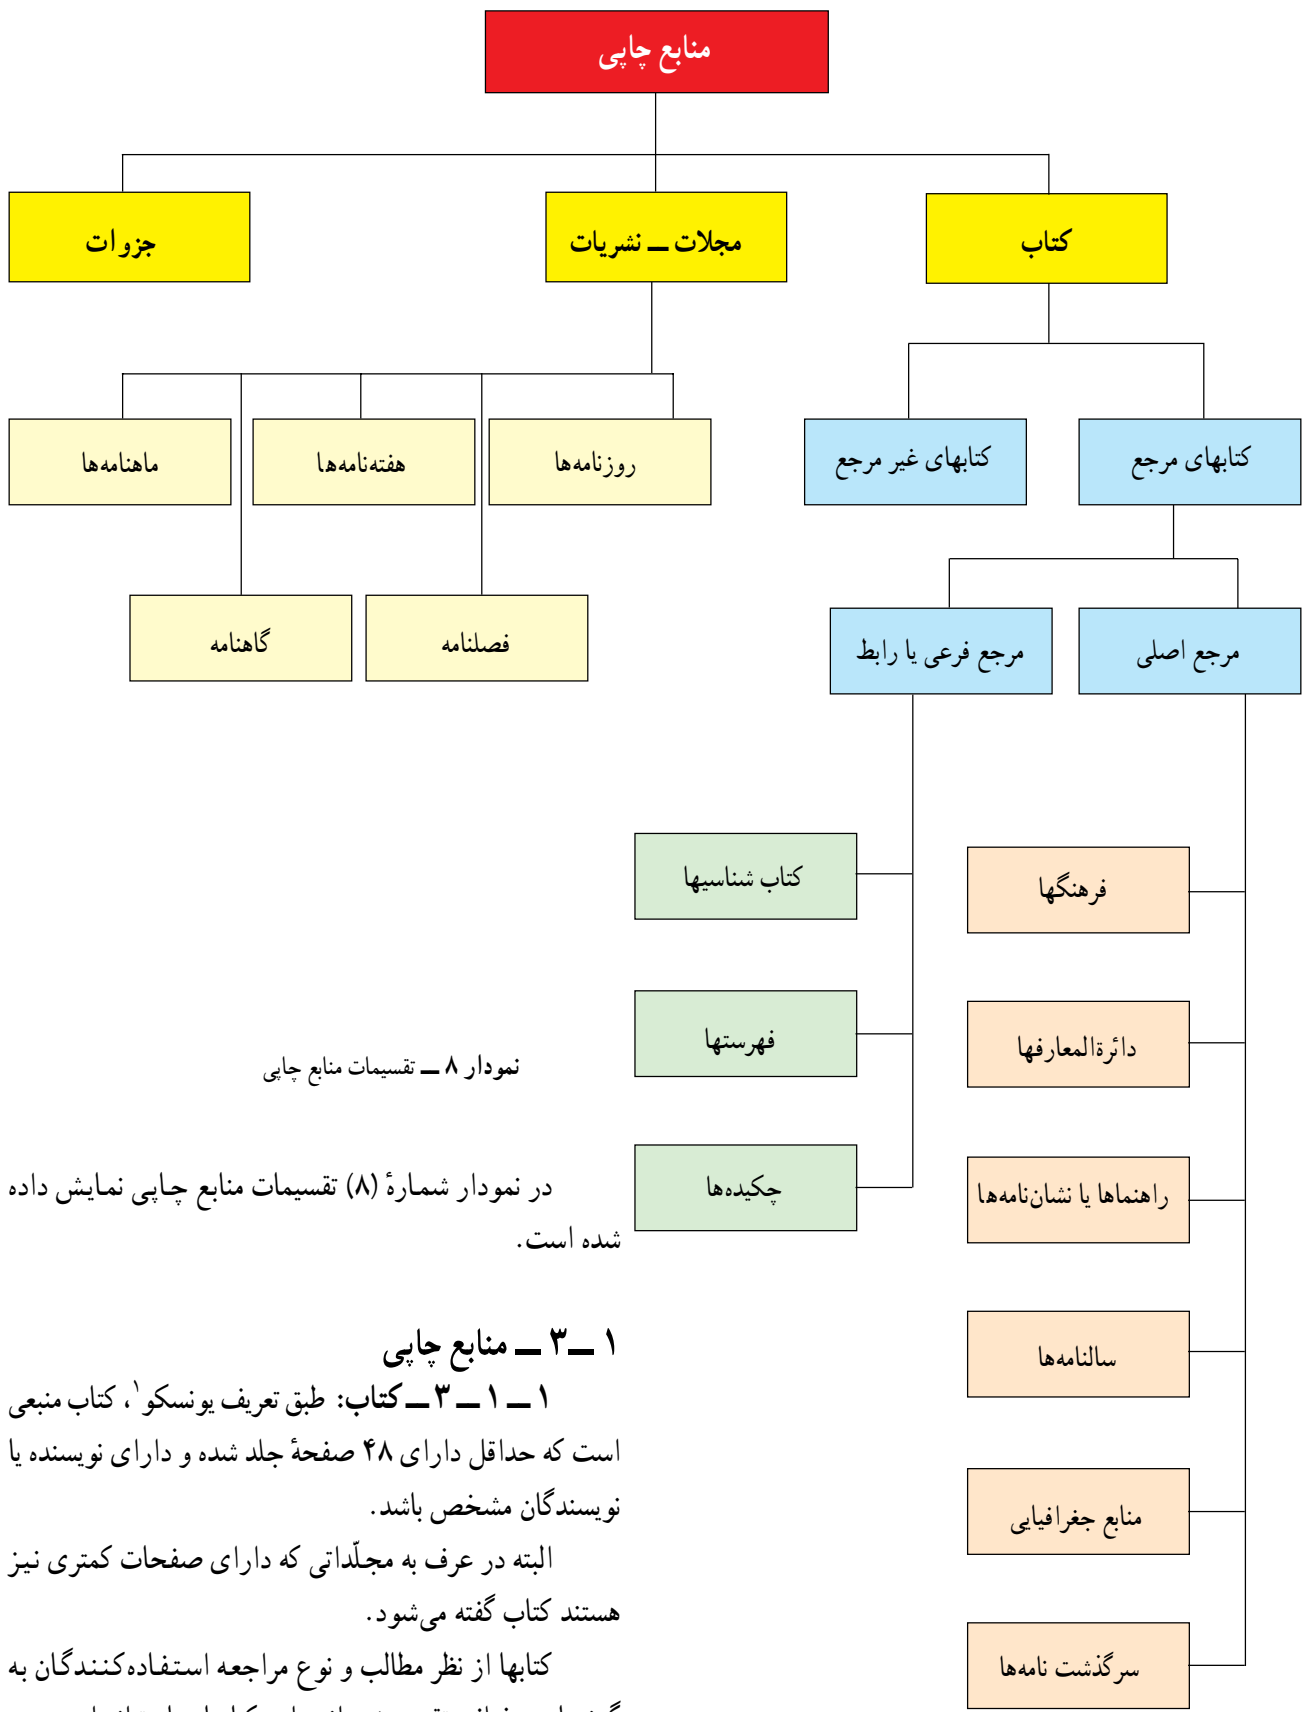 منابع چاپی
کتاب
مجلات ــ نشریات
جزوات
کتابهای مرجع
کتابهای غیر مرجع
روزنامه‌ها
هفته‌نامه‌ها
ماهنامه‌ها
فصلنامه
گاهنامه
مرجع اصلی
مرجع فرعی یا رابط
فرهنگها
دائرةالمعارفها
راهنماها یا نشان‌نامه‌ها
سالنامه‌ها
منابع جغرافیایی
سرگذشت نامه‌ها
کتاب شناسیها
فهرستها
چکیده‌ها
نمودار ۸ ــ تقسیمات منابع چاپی
در نمودار شمارهٔ (۸) تقسیمات منابع چاپی نمایش داده
شده است.
۱ ــ۳ ــ منابع چاپی
۱ ــ ۱ ــ ۳ ــ کتاب: طبق تعریف یونسکو۱، کتاب منبعی
است که حداقل دارای ۴۸ صفحهٔ جلد شده و دارای نویسنده یا
نویسندگان مشخص باشد.
البته در عرف به مجلّداتی که دارای صفحات کمتری نیز
هستند کتاب گفته می‌شود.
کتابها از نظر مطالب و نوع مراجعه استفاده‌کنندگان به